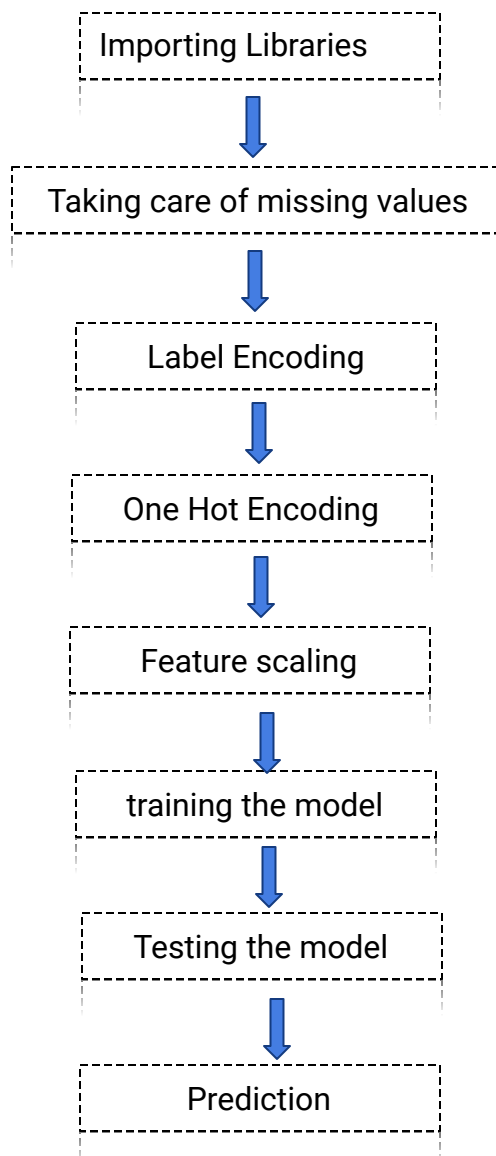 Importing Libraries
Taking care of missing values
Label Encoding
One Hot Encoding
Feature scaling
training the model
Testing the model
Prediction